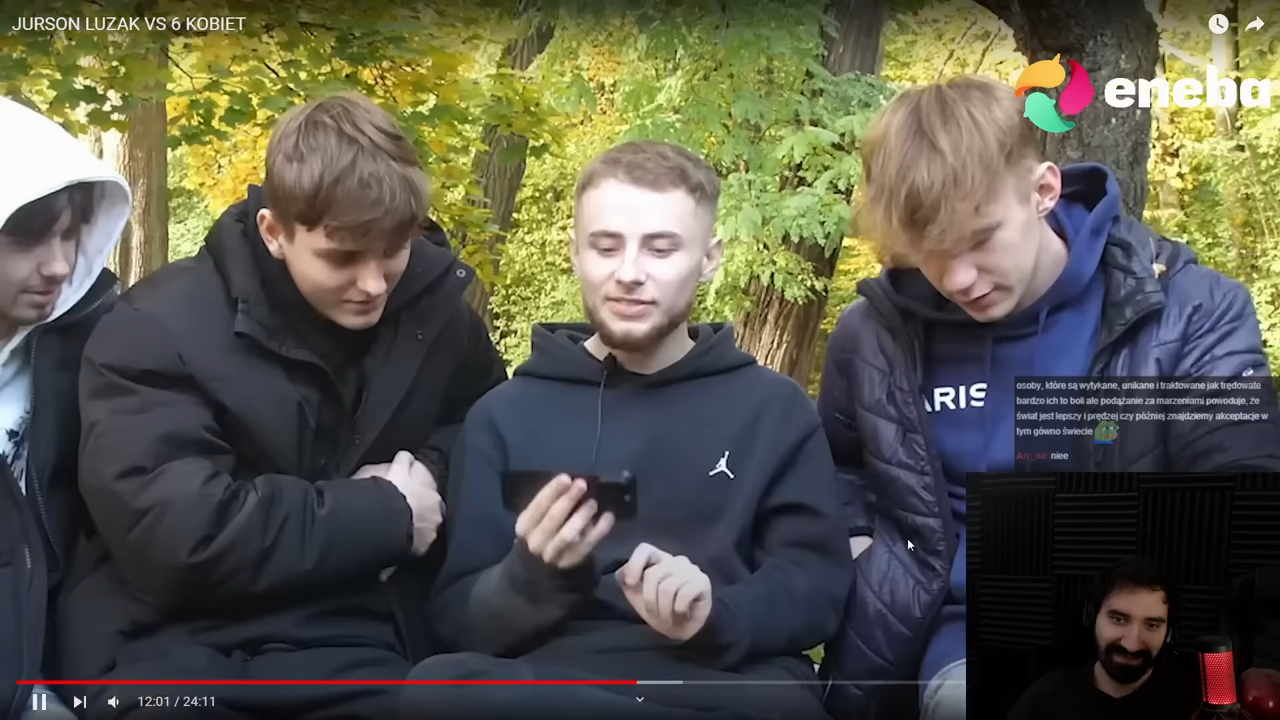 JURSON LUZAK VS 6 KOBIET
eneba
ARIS
osoby, które są wytykane, unikane i traktowane jak trędowate
bardzo ich to boli ale podążanie za marzeniami powoduje, że
świat jest lepszy i prędzej czy później znajdziemy akceptacje w
tym gówno świecie
Arr_nic: niee
12:01 / 24:11